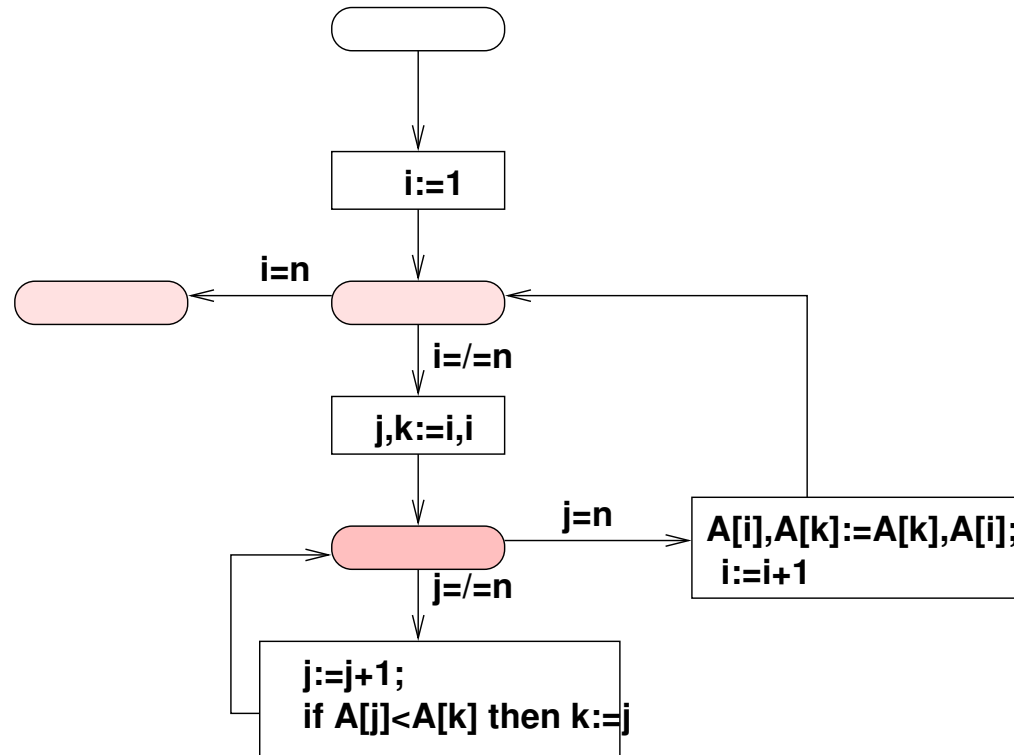 i:=1
i=n
i=/=n
j,k:=i,i
j=n
A[i],A[k]:=A[k],A[i];
i:=i+1
j=/=n
j:=j+1;
if A[j]<A[k] then k:=j